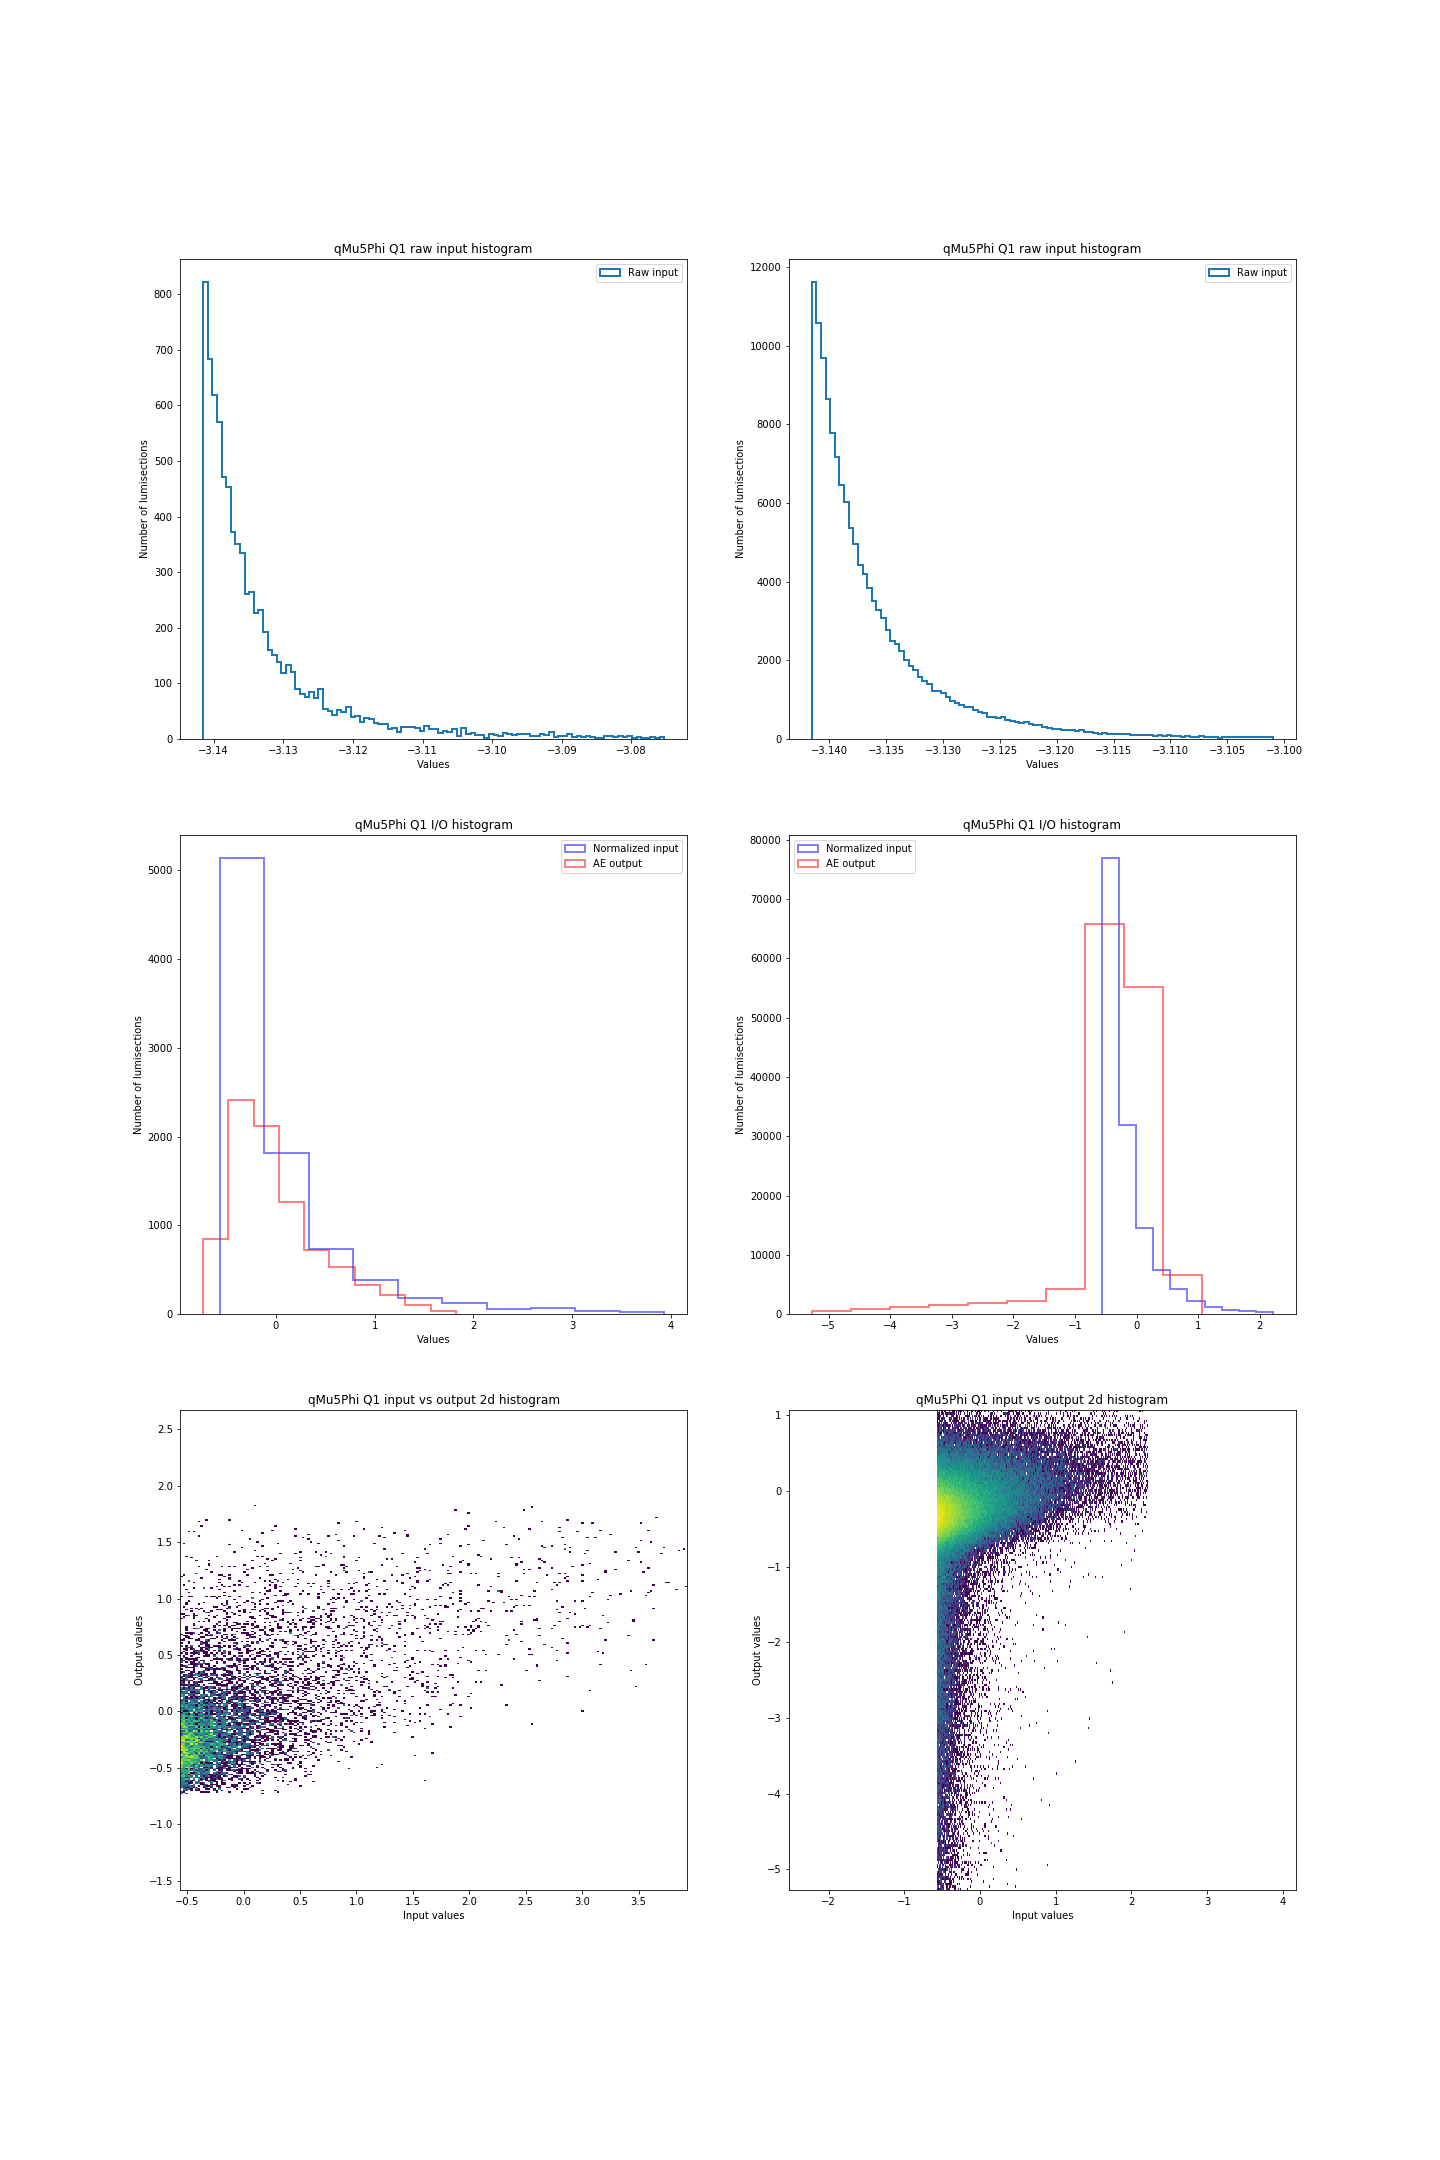 qMu5Phi Q1 raw input histogram
Raw input
Number of lumisections
800
700
600
500
400
300
200
100
0
−3.14 −3.13 −3.12 −3.11 −3.10 −3.09 −3.08
Values
qMu5Phi Q1 raw input histogram
Raw input
Number of lumisections
12000
10000
8000
6000
4000
2000
0
−3.140 −3.135 −3.130 −3.125 −3.120 −3.115 −3.110 −3.105 −3.100
Values
qMu5Phi Q1 I/O histogram
Normalized input
AE output
Number of lumisections
5000
4000
3000
2000
1000
0
0 1 2 3 4
Values
qMu5Phi Q1 I/O histogram
Normalized input
AE output
Number of lumisections
80000
70000
60000
50000
40000
30000
20000
10000
0
−5 −4 −3 −2 −1 0 1 2
Values
qMu5Phi Q1 input vs output 2d histogram
Output values
2.5
2.0
1.5
1.0
0.5
0.0
−0.5
−1.0
−1.5
−0.5 0.0 0.5 1.0 1.5 2.0 2.5 3.0 3.5
Input values
qMu5Phi Q1 input vs output 2d histogram
Output values
1
0
−1
−2
−3
−4
−5
−2 −1 0 1 2 3 4
Input values